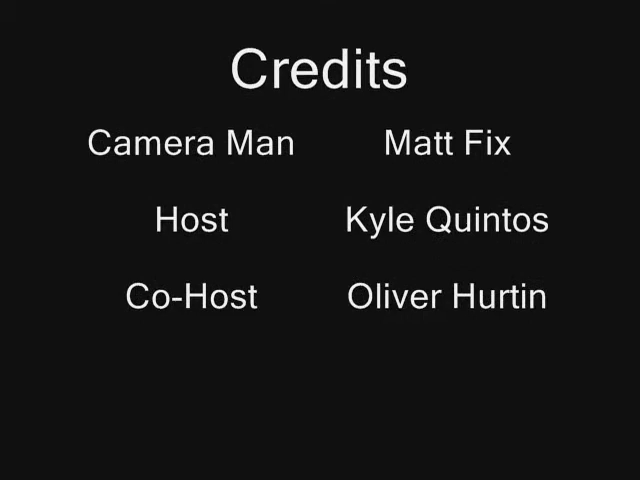 Credits
Camera Man Matt Fix
Host Kyle Quintos
Co-Host Oliver Hurtin